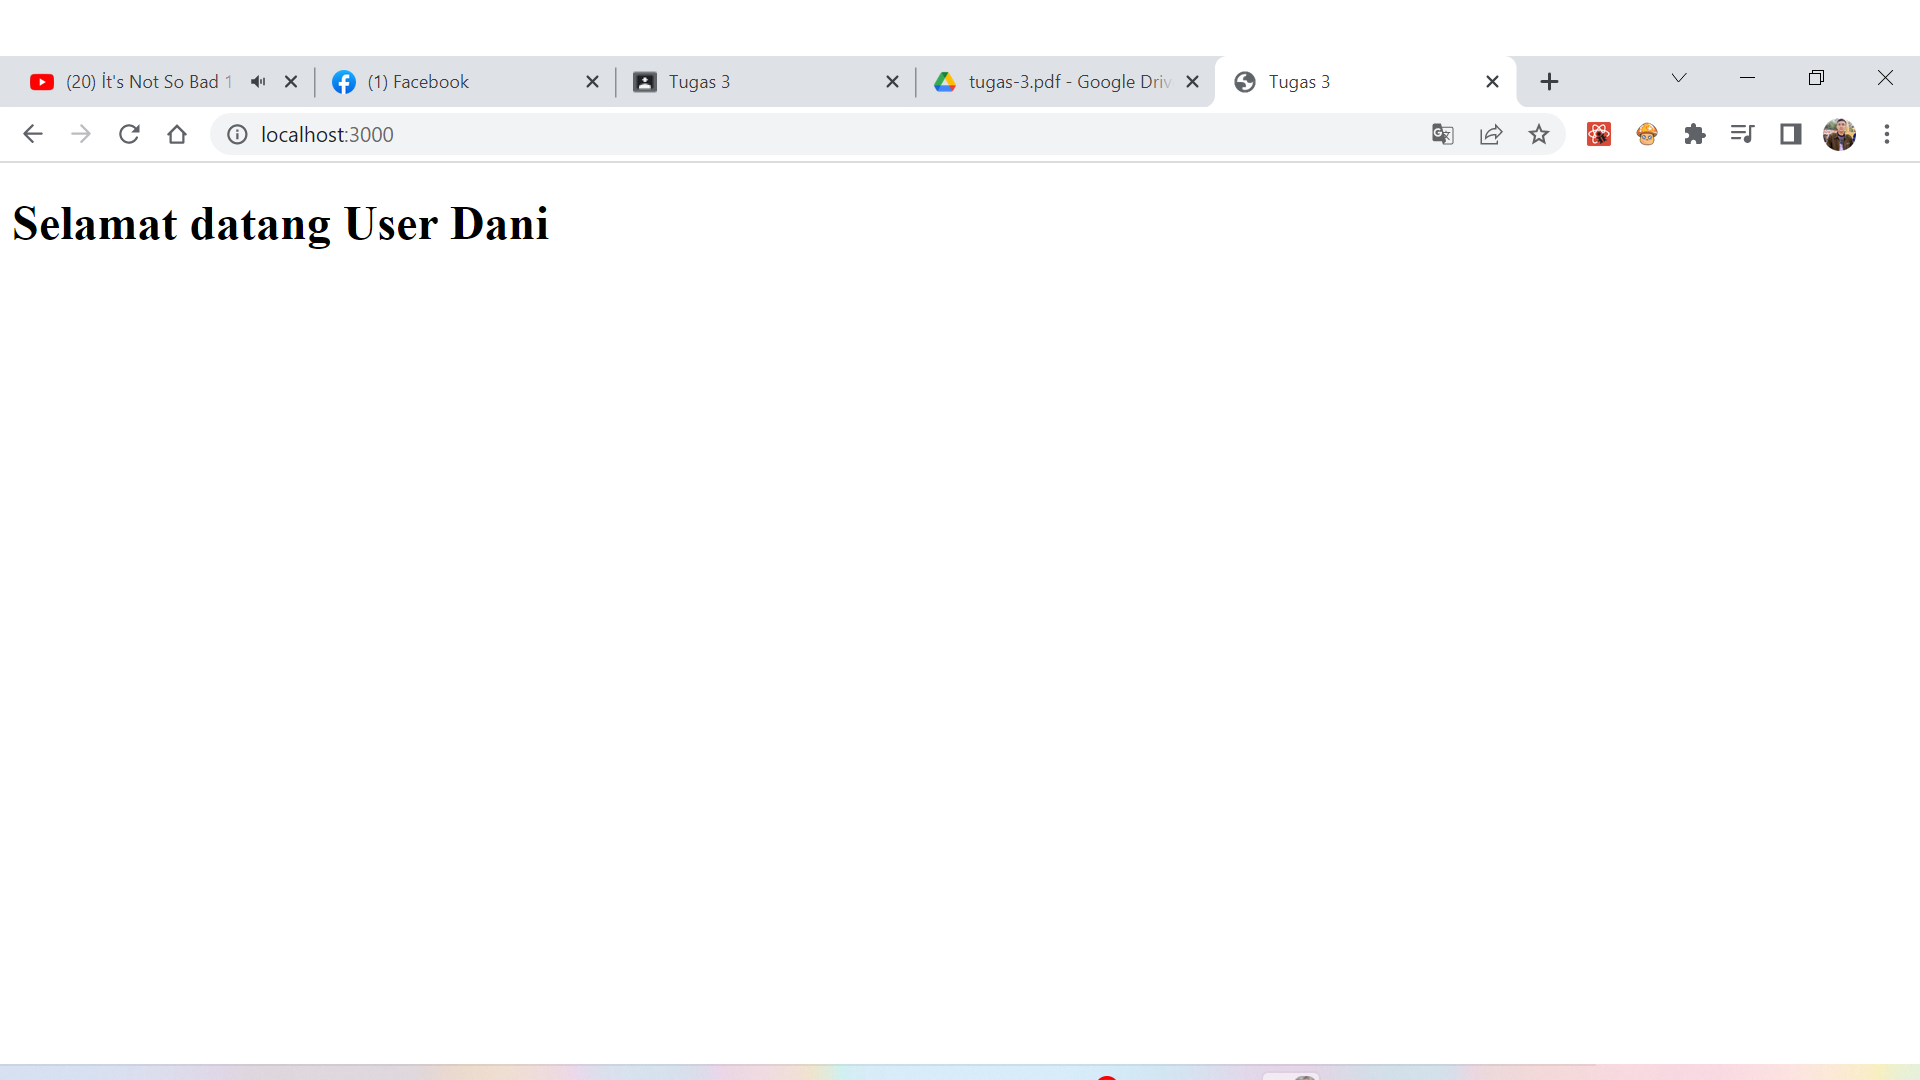 (20) İt's Not So Bad 1
(1) Facebook
Tugas 3
tugas-3.pdf - Google Driv
Tugas 3
localhost:3000
Selamat datang User Dani